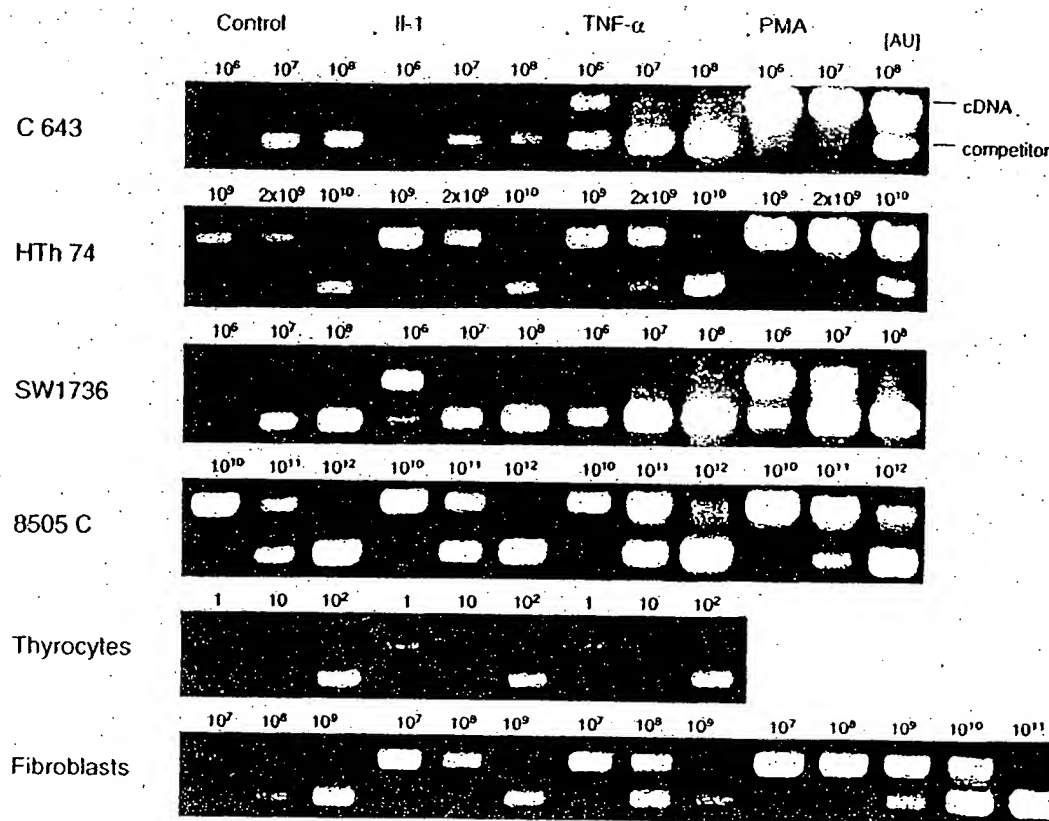 Control Il-1 TNF-α PMA [AU]
10⁶ 10⁷ 10⁸ 10⁶ 10⁷ 10⁸ 10⁶ 10⁷ 10⁸ 10⁶ 10⁷ 10⁸
C 643
cDNA
competitor
10⁹ 2x10⁹ 10¹⁰ 10⁹ 2x10⁹ 10¹⁰ 10⁹ 2x10⁹ 10¹⁰ 10⁹ 2x10⁹ 10¹⁰
HTh 74
10⁶ 10⁷ 10⁸ 10⁶ 10⁷ 10⁸ 10⁶ 10⁷ 10⁸ 10⁶ 10⁷ 10⁸
SW1736
10¹⁰ 10¹¹ 10¹² 10¹⁰ 10¹¹ 10¹² 10¹⁰ 10¹¹ 10¹² 10¹⁰ 10¹¹ 10¹²
8505 C
1 10 10² 1 10 10² 1 10 10²
Thyrocytes
10⁷ 10⁸ 10⁹ 10⁷ 10⁸ 10⁹ 10⁷ 10⁸ 10⁹ 10⁷ 10⁸ 10⁹ 10¹⁰ 10¹¹
Fibroblasts